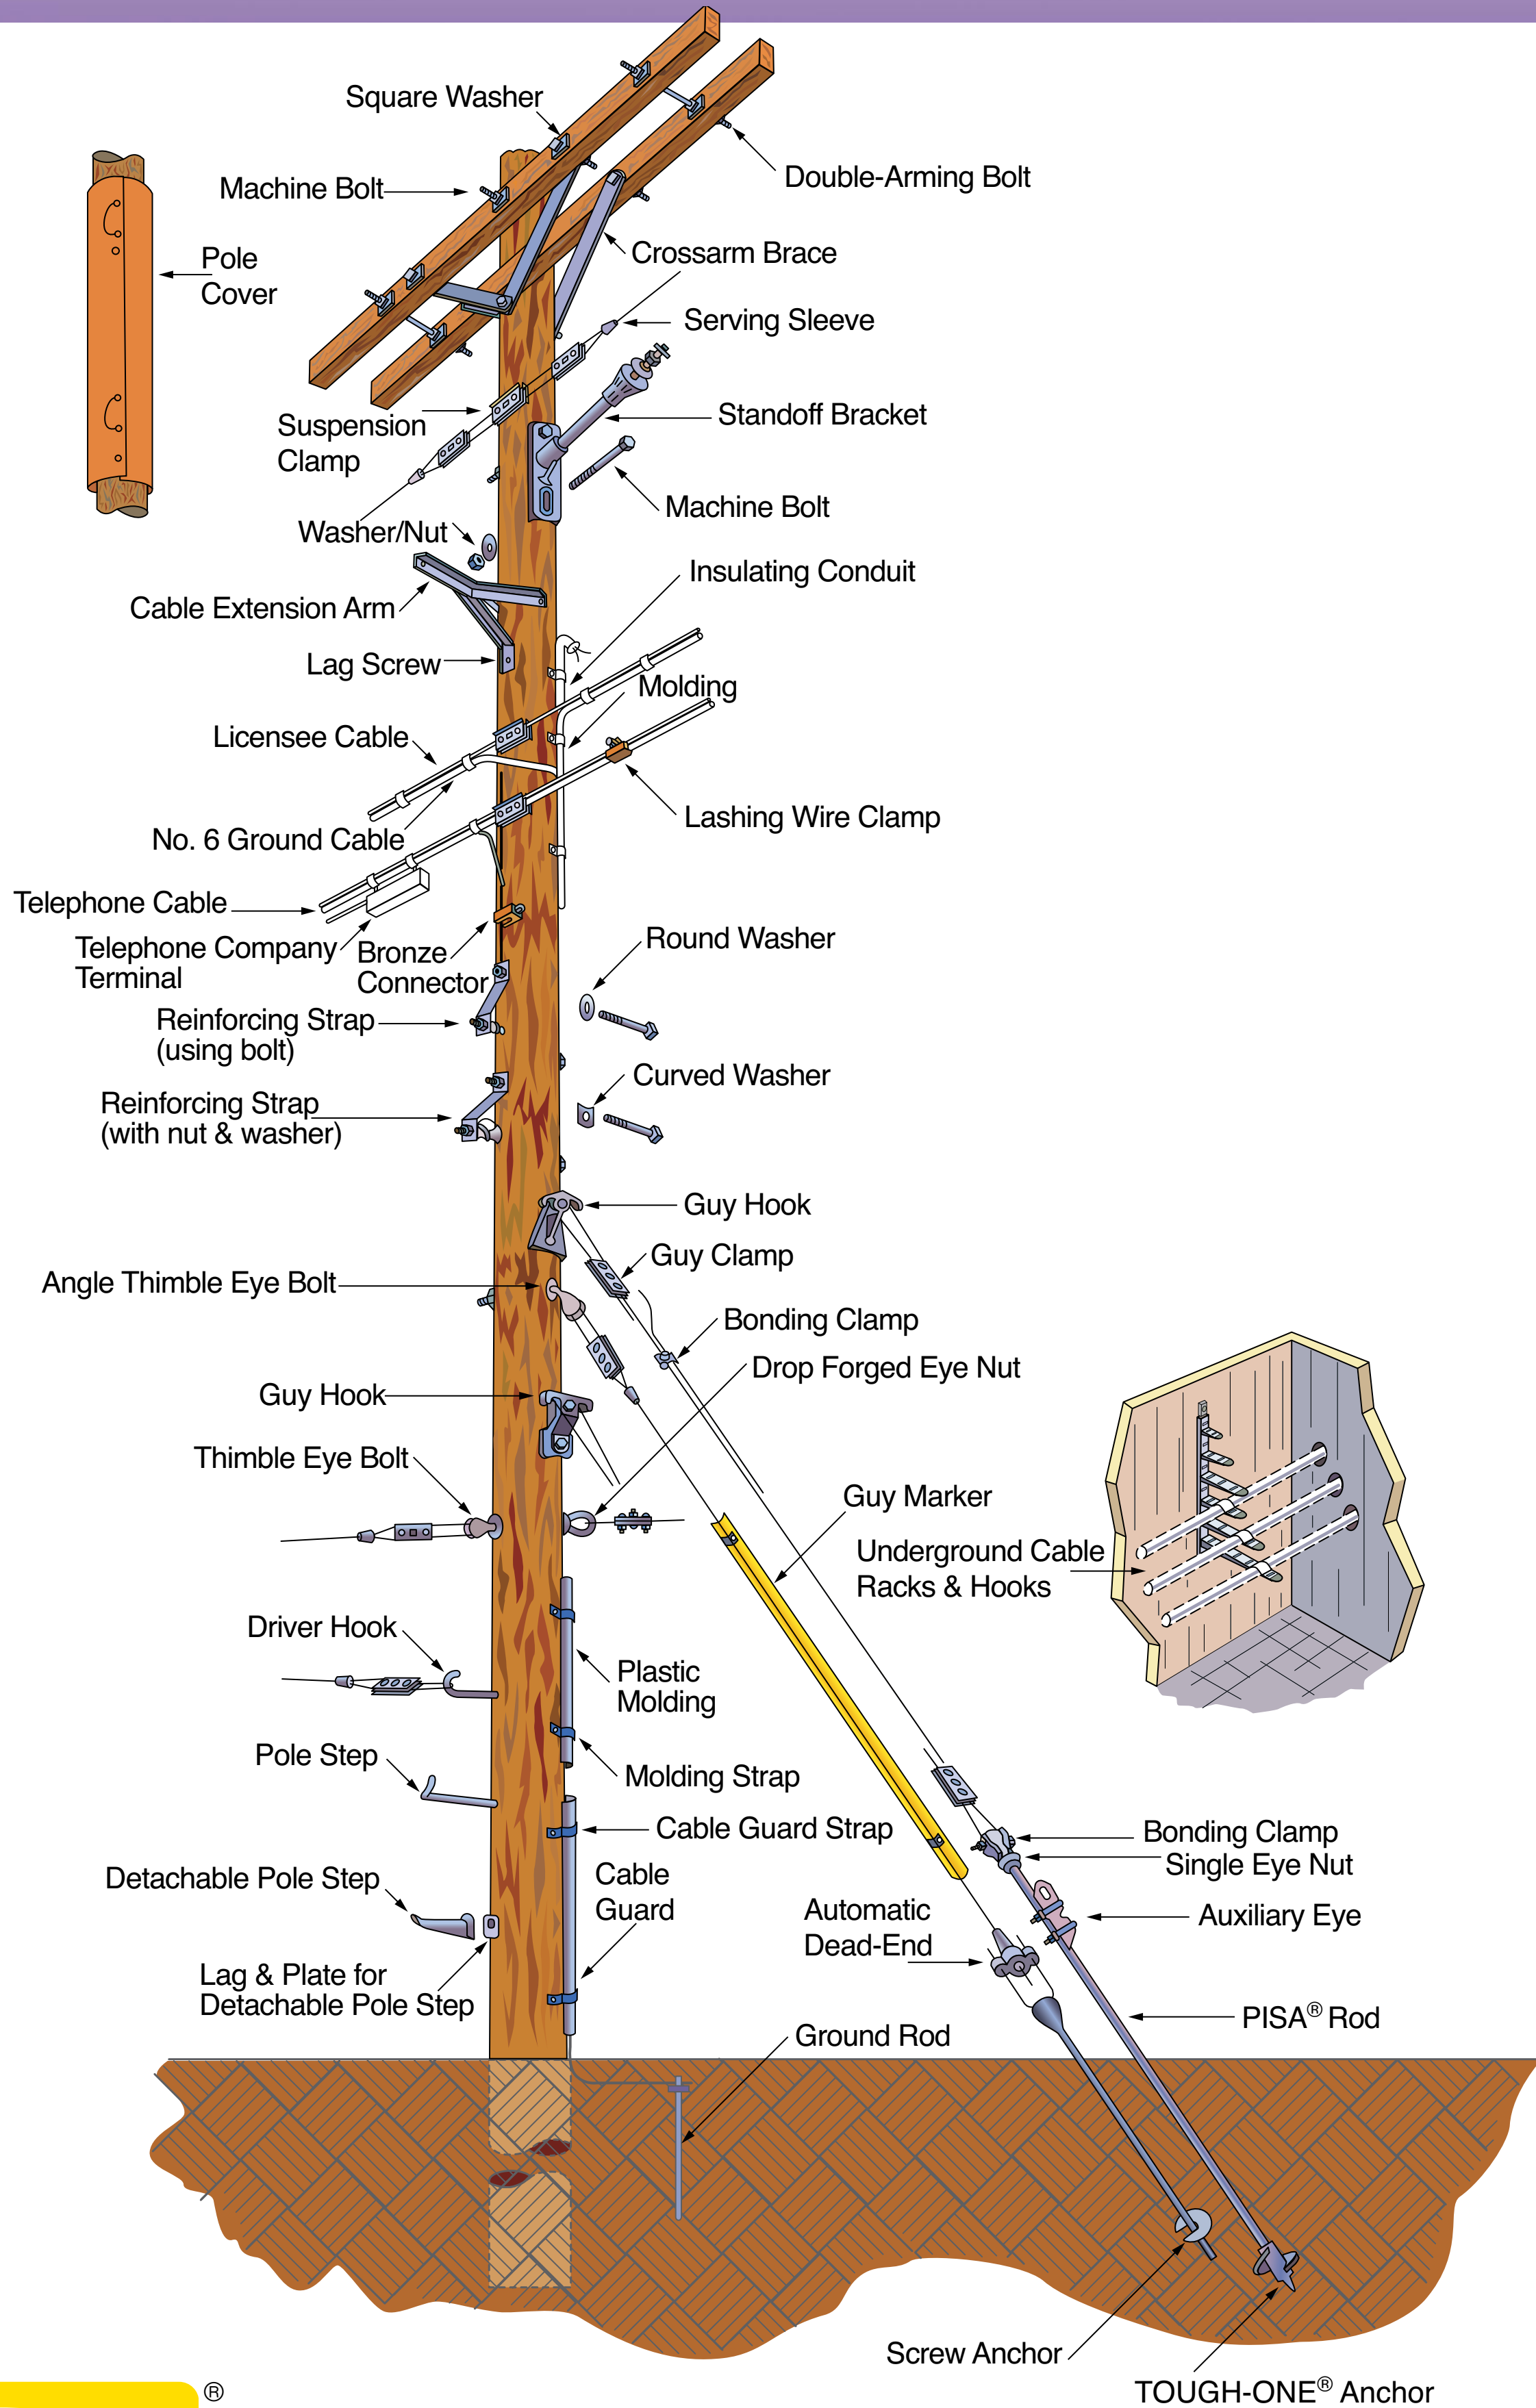 Square Washer
Double-Arming Bolt
Machine Bolt
Crossarm Brace
Pole
Cover
Serving Sleeve
Standoff Bracket
Suspension
Clamp
Machine Bolt
Washer/Nut
Insulating Conduit
Cable Extension Arm
Lag Screw
Molding
Licensee Cable
Lashing Wire Clamp
No. 6 Ground Cable
Telephone Cable
Telephone Company
Terminal
Bronze
Connector
Round Washer
Reinforcing Strap
(using bolt)
Curved Washer
Reinforcing Strap
(with nut & washer)
Guy Hook
Guy Clamp
Angle Thimble Eye Bolt
Bonding Clamp
Drop Forged Eye Nut
Guy Hook
Thimble Eye Bolt
Guy Marker
Underground Cable
Racks & Hooks
Driver Hook
Plastic
Molding
Pole Step
Molding Strap
Cable Guard Strap
Bonding Clamp
Single Eye Nut
Detachable Pole Step
Cable
Guard
Automatic
Dead-End
Auxiliary Eye
Lag & Plate for
Detachable Pole Step
PISA® Rod
Ground Rod
Screw Anchor
TOUGH-ONE® Anchor
®